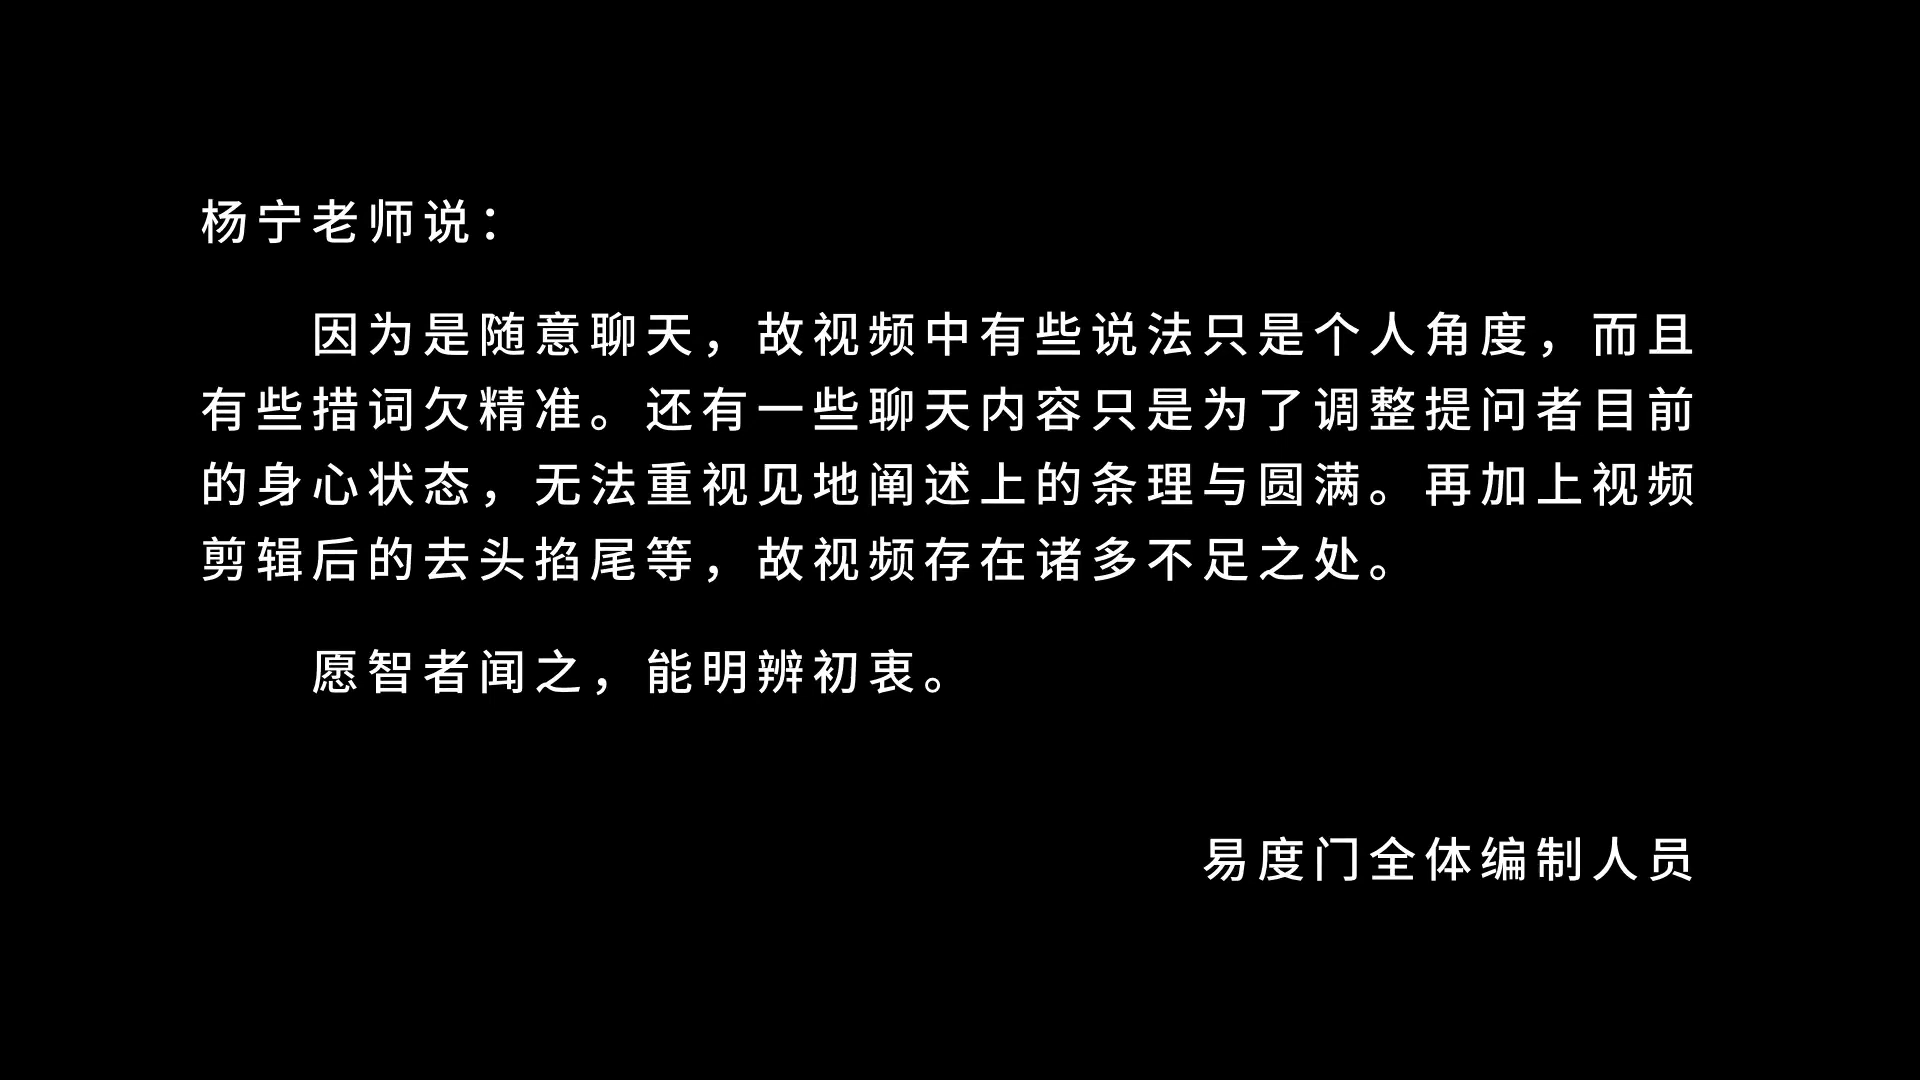 杨宁老师说：
因为是随意聊天，故视频中有些说法只是个人角度，而且
有些措词欠精准。还有一些聊天内容只是为了调整提问者目前
的身心状态，无法重视见地阐述上的条理与圆满。再加上视频
剪辑后的去头掐尾等，故视频存在诸多不足之处。
愿智者闻之，能明辨初衷。
易度门全体编制人员